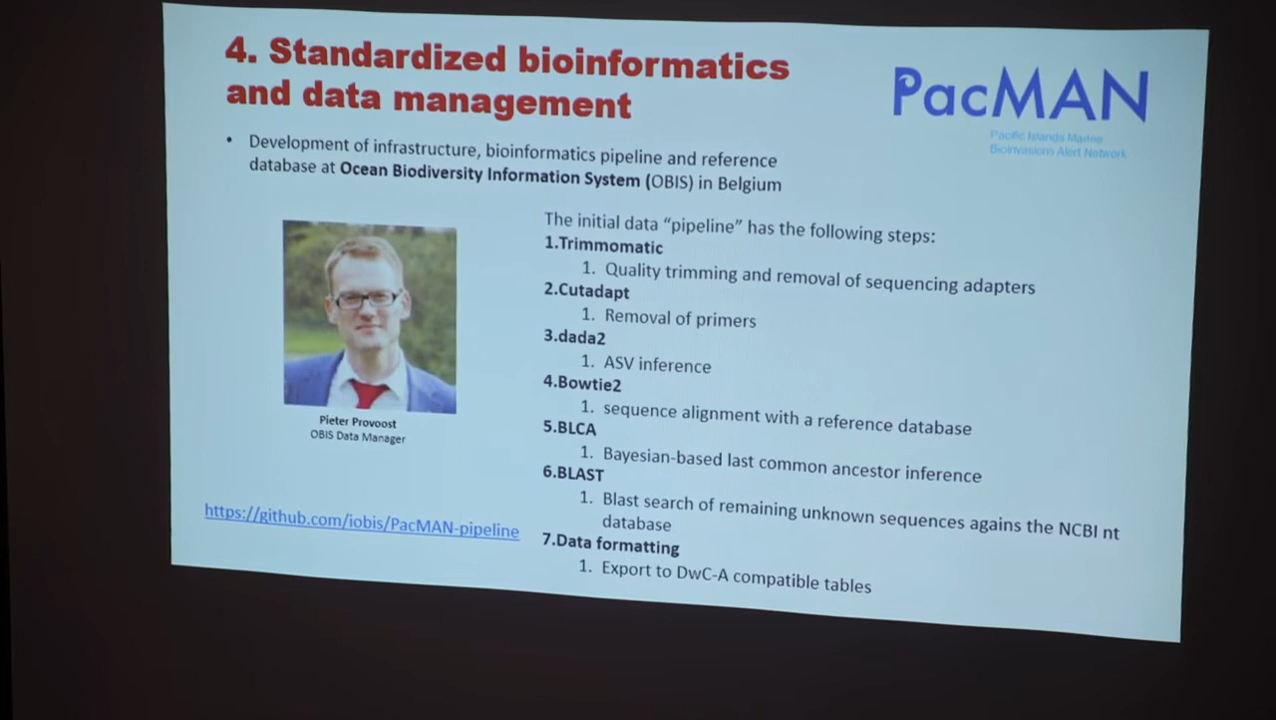 4. Standardized bioinformatics
and data management
PacMAN
Pacific Islands Marine
Bioinvasions Alert Network
• Development of infrastructure, bioinformatics pipeline and reference
database at Ocean Biodiversity Information System (OBIS) in Belgium
Pieter Provoost
OBIS Data Manager
https://github.com/iobis/PacMAN-pipeline
The initial data “pipeline” has the following steps:
1.Trimmomatic
1. Quality trimming and removal of sequencing adapters
2.Cutadapt
1. Removal of primers
3.dada2
1. ASV inference
4.Bowtie2
1. sequence alignment with a reference database
5.BLCA
1. Bayesian-based last common ancestor inference
6.BLAST
1. Blast search of remaining unknown sequences agains the NCBI nt
database
7.Data formatting
1. Export to DwC-A compatible tables